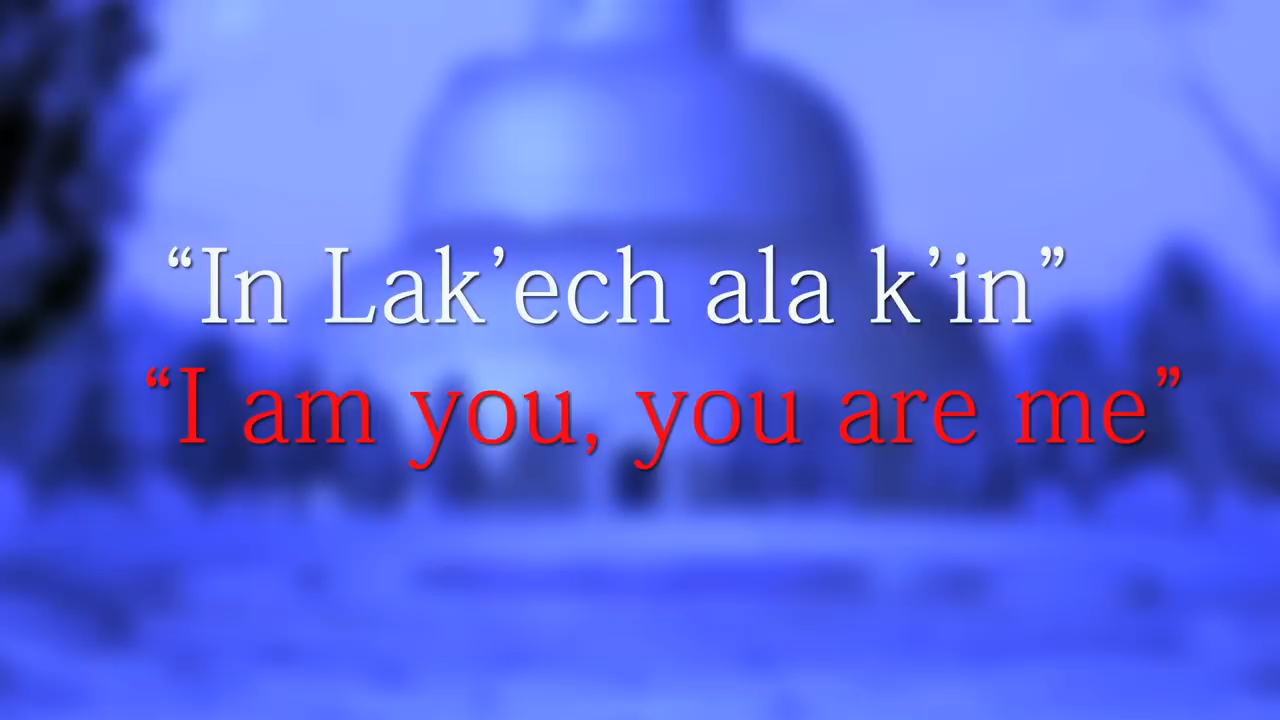 “In Lak’ech ala k’in”
“I am you, you are me”